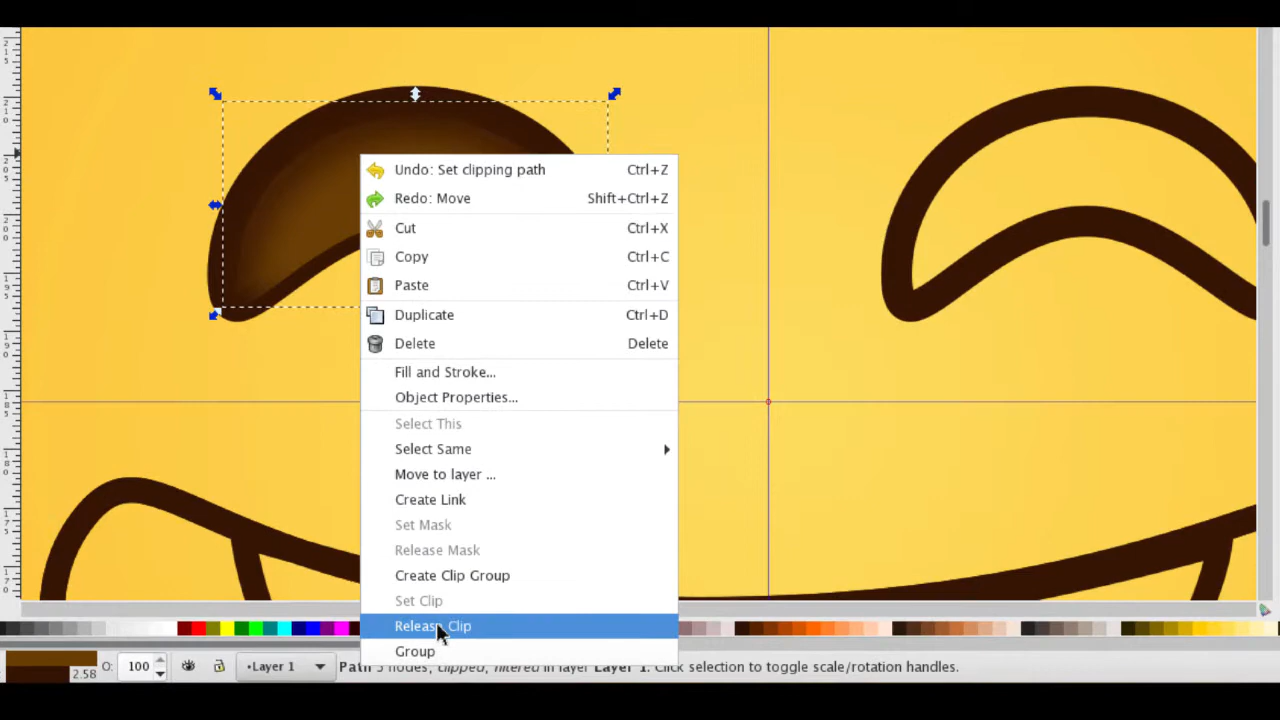 Undo: Set clipping path Ctrl+Z
Redo: Move Shift+Ctrl+Z
Cut Ctrl+X
Copy Ctrl+C
Paste Ctrl+V
Duplicate Ctrl+D
Delete Delete
Fill and Stroke...
Object Properties...
Select This
Select Same
Move to layer ...
Create Link
Set Mask
Release Mask
Create Clip Group
Set Clip
Release Clip
Group
2.58 O: 100 •Layer 1 Path 5 nodes, clipped, filtered in layer Layer 1. Click selection to toggle scale/rotation handles.